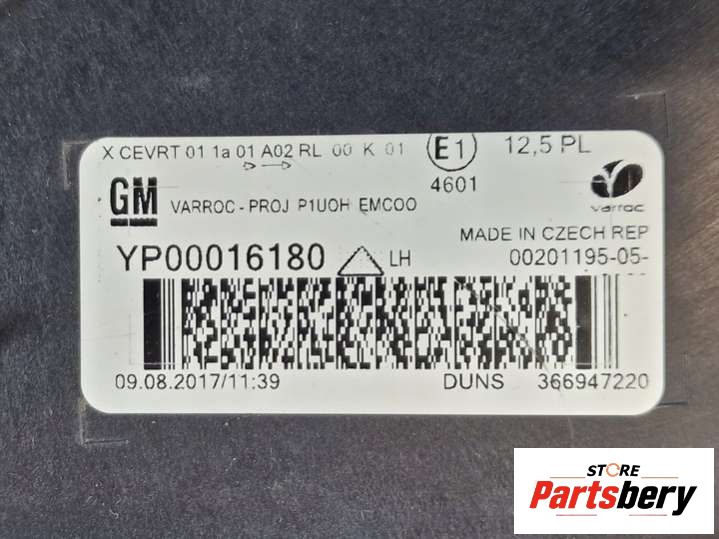 X CEVRT 01 1a 01 A02 RL 00 K 01 E1 12,5 PL
4601
GM VARROC - PROJ P1UOH EMCOO varroc
MADE IN CZECH REP
YP00016180 LH 00201195-05-
09.08.2017/11:39 DUNS 366947220
STORE
Partsbery